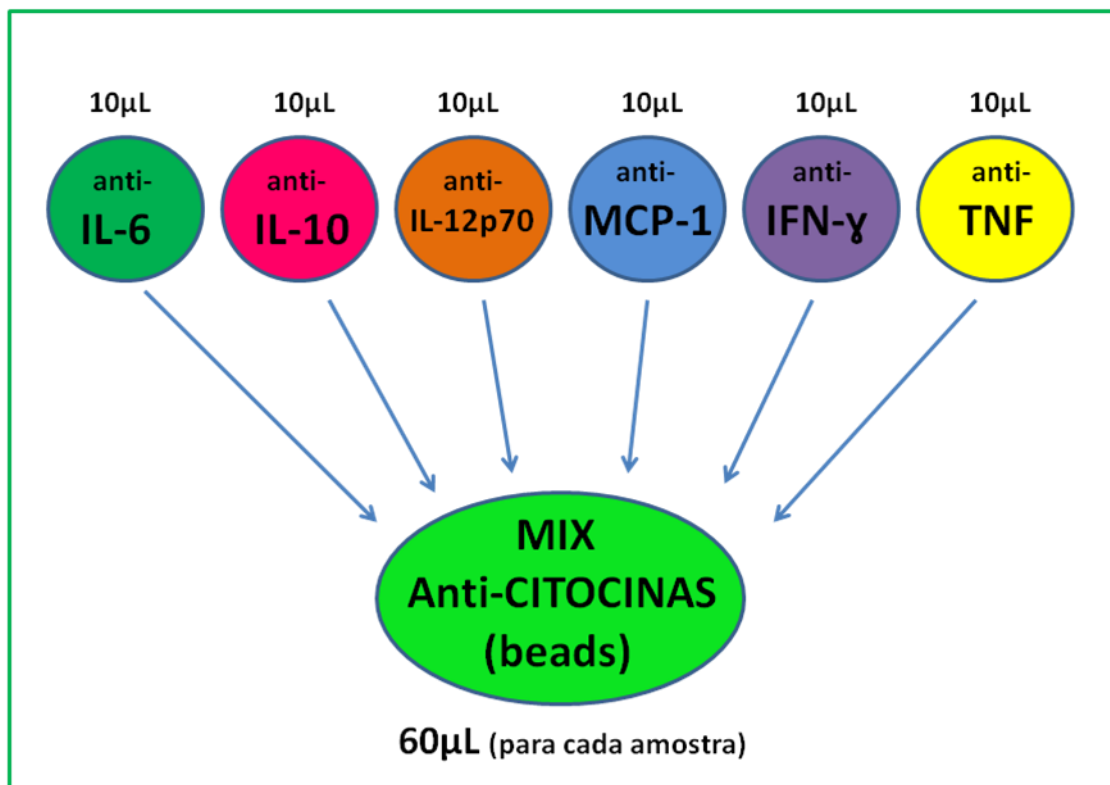 10µL 10µL 10µL 10µL 10µL 10µL
anti- anti- anti- anti- anti- anti-
IL-6 IL-10 IL-12p70 MCP-1 IFN-ɣ TNF
MIX
Anti-CITOCINAS
(beads)
60µL (para cada amostra)